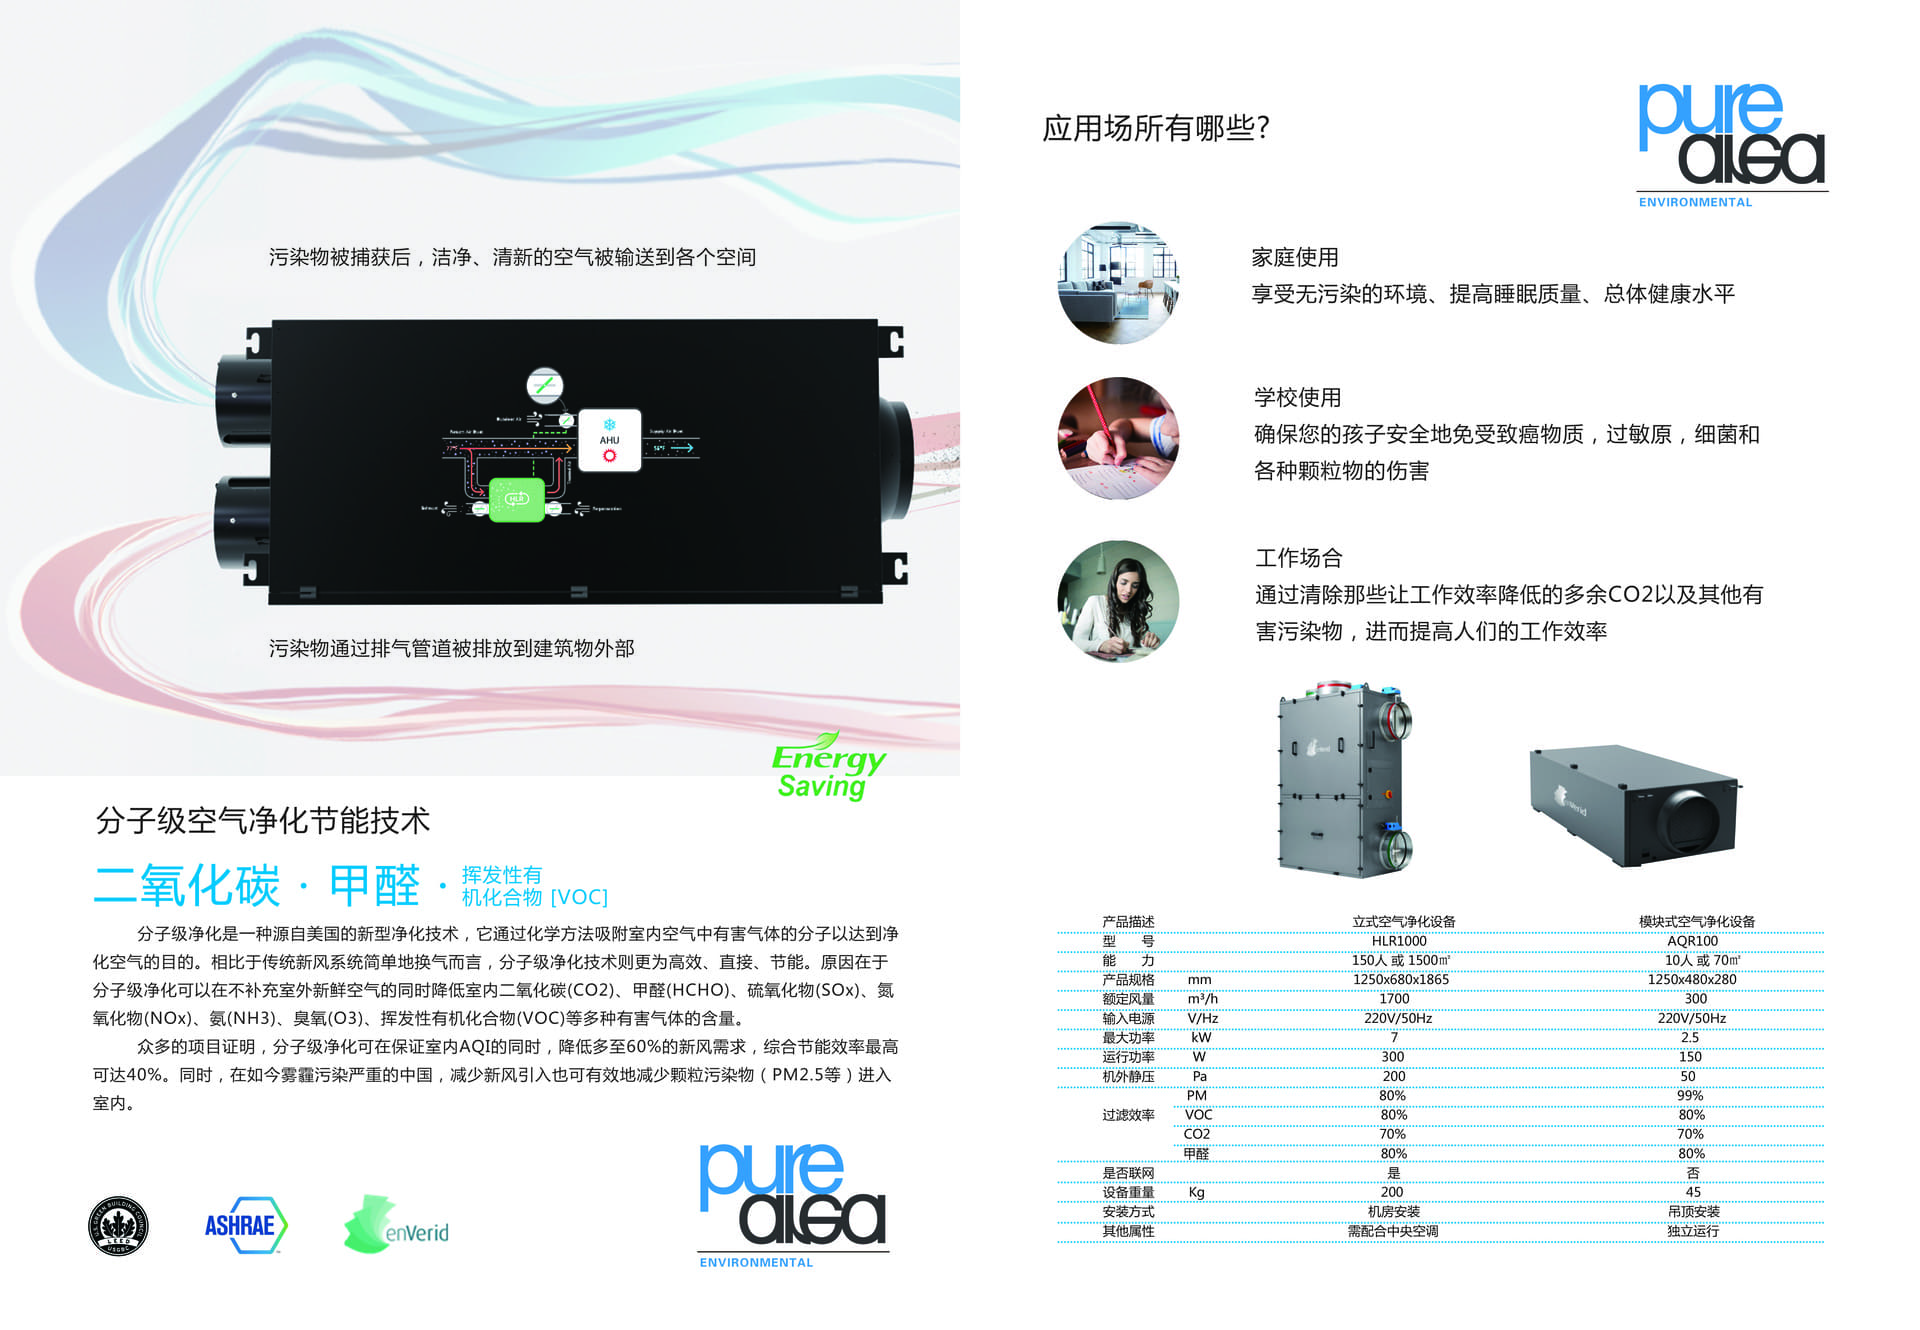 污染物被捕获后，洁净、清新的空气被输送到各个空间
Outdoor Air
Return Air Duct
AHU
Supply Air Duct
77°F
56°F
HLR
Exhaust
Regeneration
污染物通过排气管道被排放到建筑物外部
Energy
Saving
分子级空气净化节能技术
二氧化碳·甲醛·挥发性有
机化合物 [VOC]
分子级净化是一种源自美国的新型净化技术，它通过化学方法吸附室内空气中有害气体的分子以达到净
化空气的目的。相比于传统新风系统简单地换气而言，分子级净化技术则更为高效、直接、节能。原因在于
分子级净化可以在不补充室外新鲜空气的同时降低室内二氧化碳(CO2)、甲醛(HCHO)、硫氧化物(SOx)、氮
氧化物(NOx)、氨(NH3)、臭氧(O3)、挥发性有机化合物(VOC)等多种有害气体的含量。
众多的项目证明，分子级净化可在保证室内AQI的同时，降低多至60%的新风需求，综合节能效率最高
可达40%。同时，在如今雾霾污染严重的中国，减少新风引入也可有效地减少颗粒污染物（PM2.5等）进入
室内。
U.S. GREEN BUILDING COUNCIL
LEED
USGBC
ASHRAE
enVerid
pure
alea
ENVIRONMENTAL
应用场所有哪些?
pure
alea
ENVIRONMENTAL
家庭使用
享受无污染的环境、提高睡眠质量、总体健康水平
学校使用
确保您的孩子安全地免受致癌物质，过敏原，细菌和
各种颗粒物的伤害
工作场合
通过清除那些让工作效率降低的多余CO2以及其他有
害污染物，进而提高人们的工作效率
enVerid
enVerid
产品描述 立式空气净化设备 模块式空气净化设备
型 号 HLR1000 AQR100
能 力 150人 或 1500㎡ 10人 或 70㎡
产品规格 mm 1250x680x1865 1250x480x280
额定风量 m³/h 1700 300
输入电源 V/Hz 220V/50Hz 220V/50Hz
最大功率 kW 7 2.5
运行功率 W 300 150
机外静压 Pa 200 50
PM 80% 99%
过滤效率 VOC 80% 80%
CO2 70% 70%
甲醛 80% 80%
是否联网 是 否
设备重量 Kg 200 45
安装方式 机房安装 吊顶安装
其他属性 需配合中央空调 独立运行